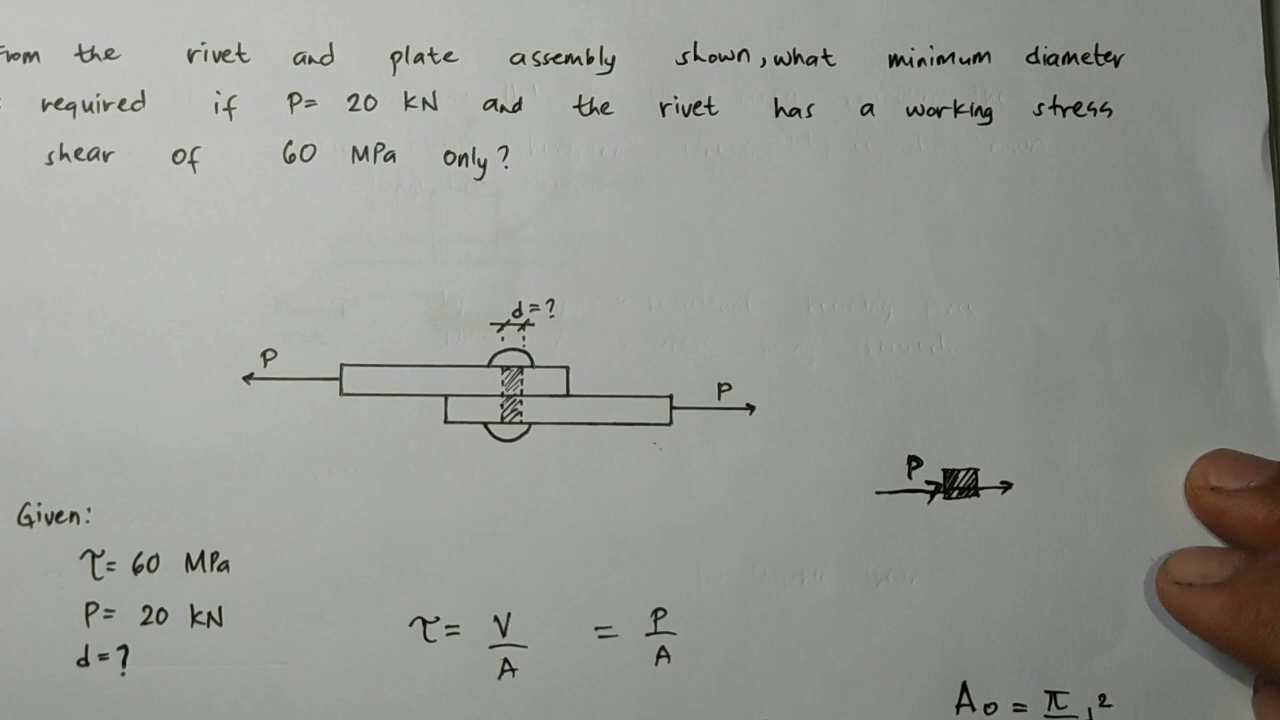 From the rivet and plate assembly shown, what minimum diameter
required if P= 20 KN and the rivet has a working stress
shear of 60 MPa only?
d=?
P
P
P
Given:
τ= 60 MPa
P= 20 KN
d=?
τ= V/A = P/A
A₀ = π